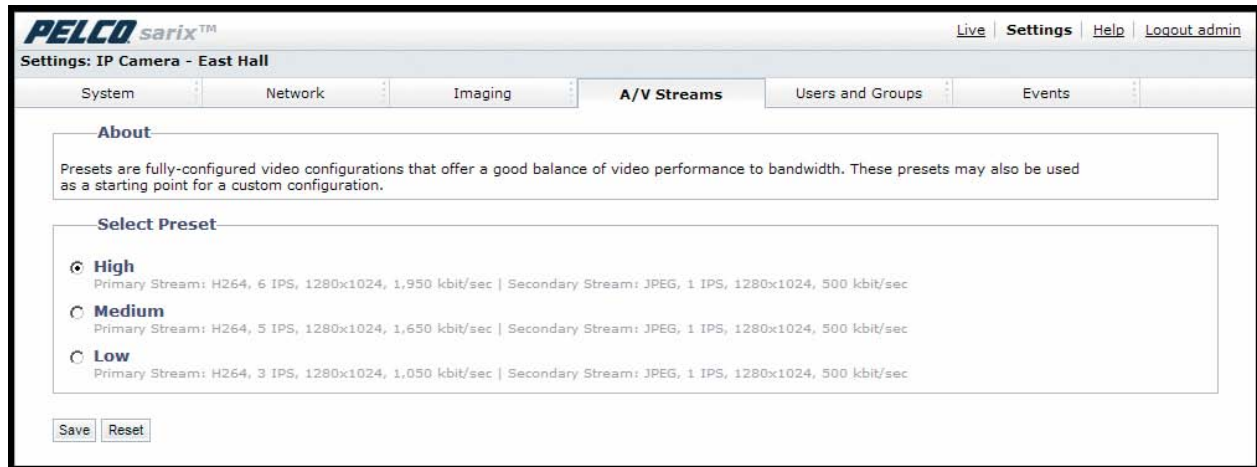 PELCO sarix™
Live | Settings | Help | Logout admin
Settings: IP Camera - East Hall
System Network Imaging A/V Streams Users and Groups Events
About
Presets are fully-configured video configurations that offer a good balance of video performance to bandwidth. These presets may also be used
as a starting point for a custom configuration.
Select Preset
High
Primary Stream: H264, 6 IPS, 1280x1024, 1,950 kbit/sec | Secondary Stream: JPEG, 1 IPS, 1280x1024, 500 kbit/sec
Medium
Primary Stream: H264, 5 IPS, 1280x1024, 1,650 kbit/sec | Secondary Stream: JPEG, 1 IPS, 1280x1024, 500 kbit/sec
Low
Primary Stream: H264, 3 IPS, 1280x1024, 1,050 kbit/sec | Secondary Stream: JPEG, 1 IPS, 1280x1024, 500 kbit/sec
Save Reset